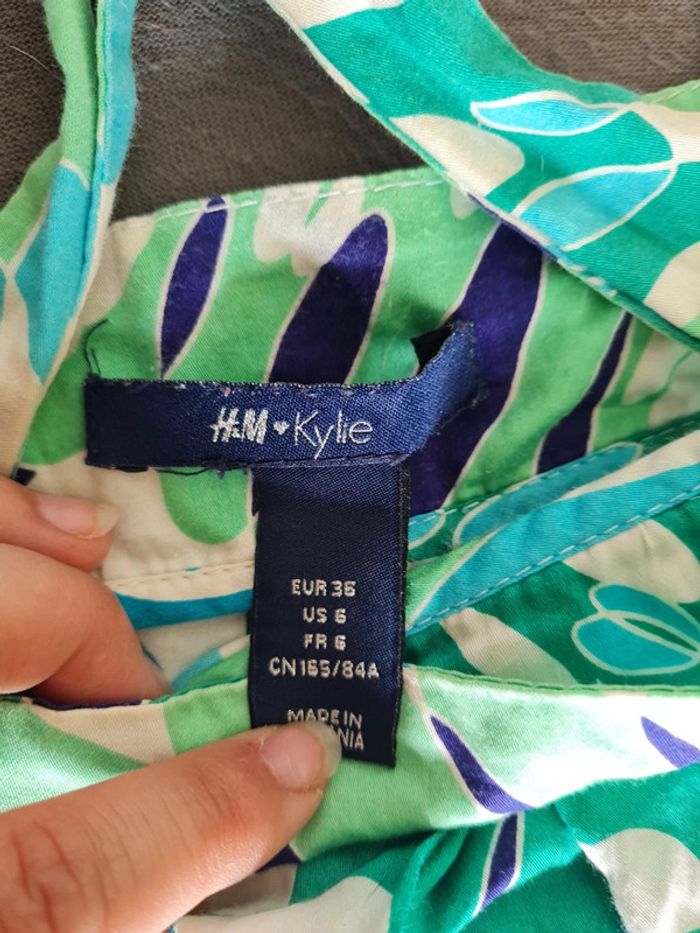 H&M ♥ Kylie
EUR 36
US 6
FR 6
CN 165/84A
MADE IN